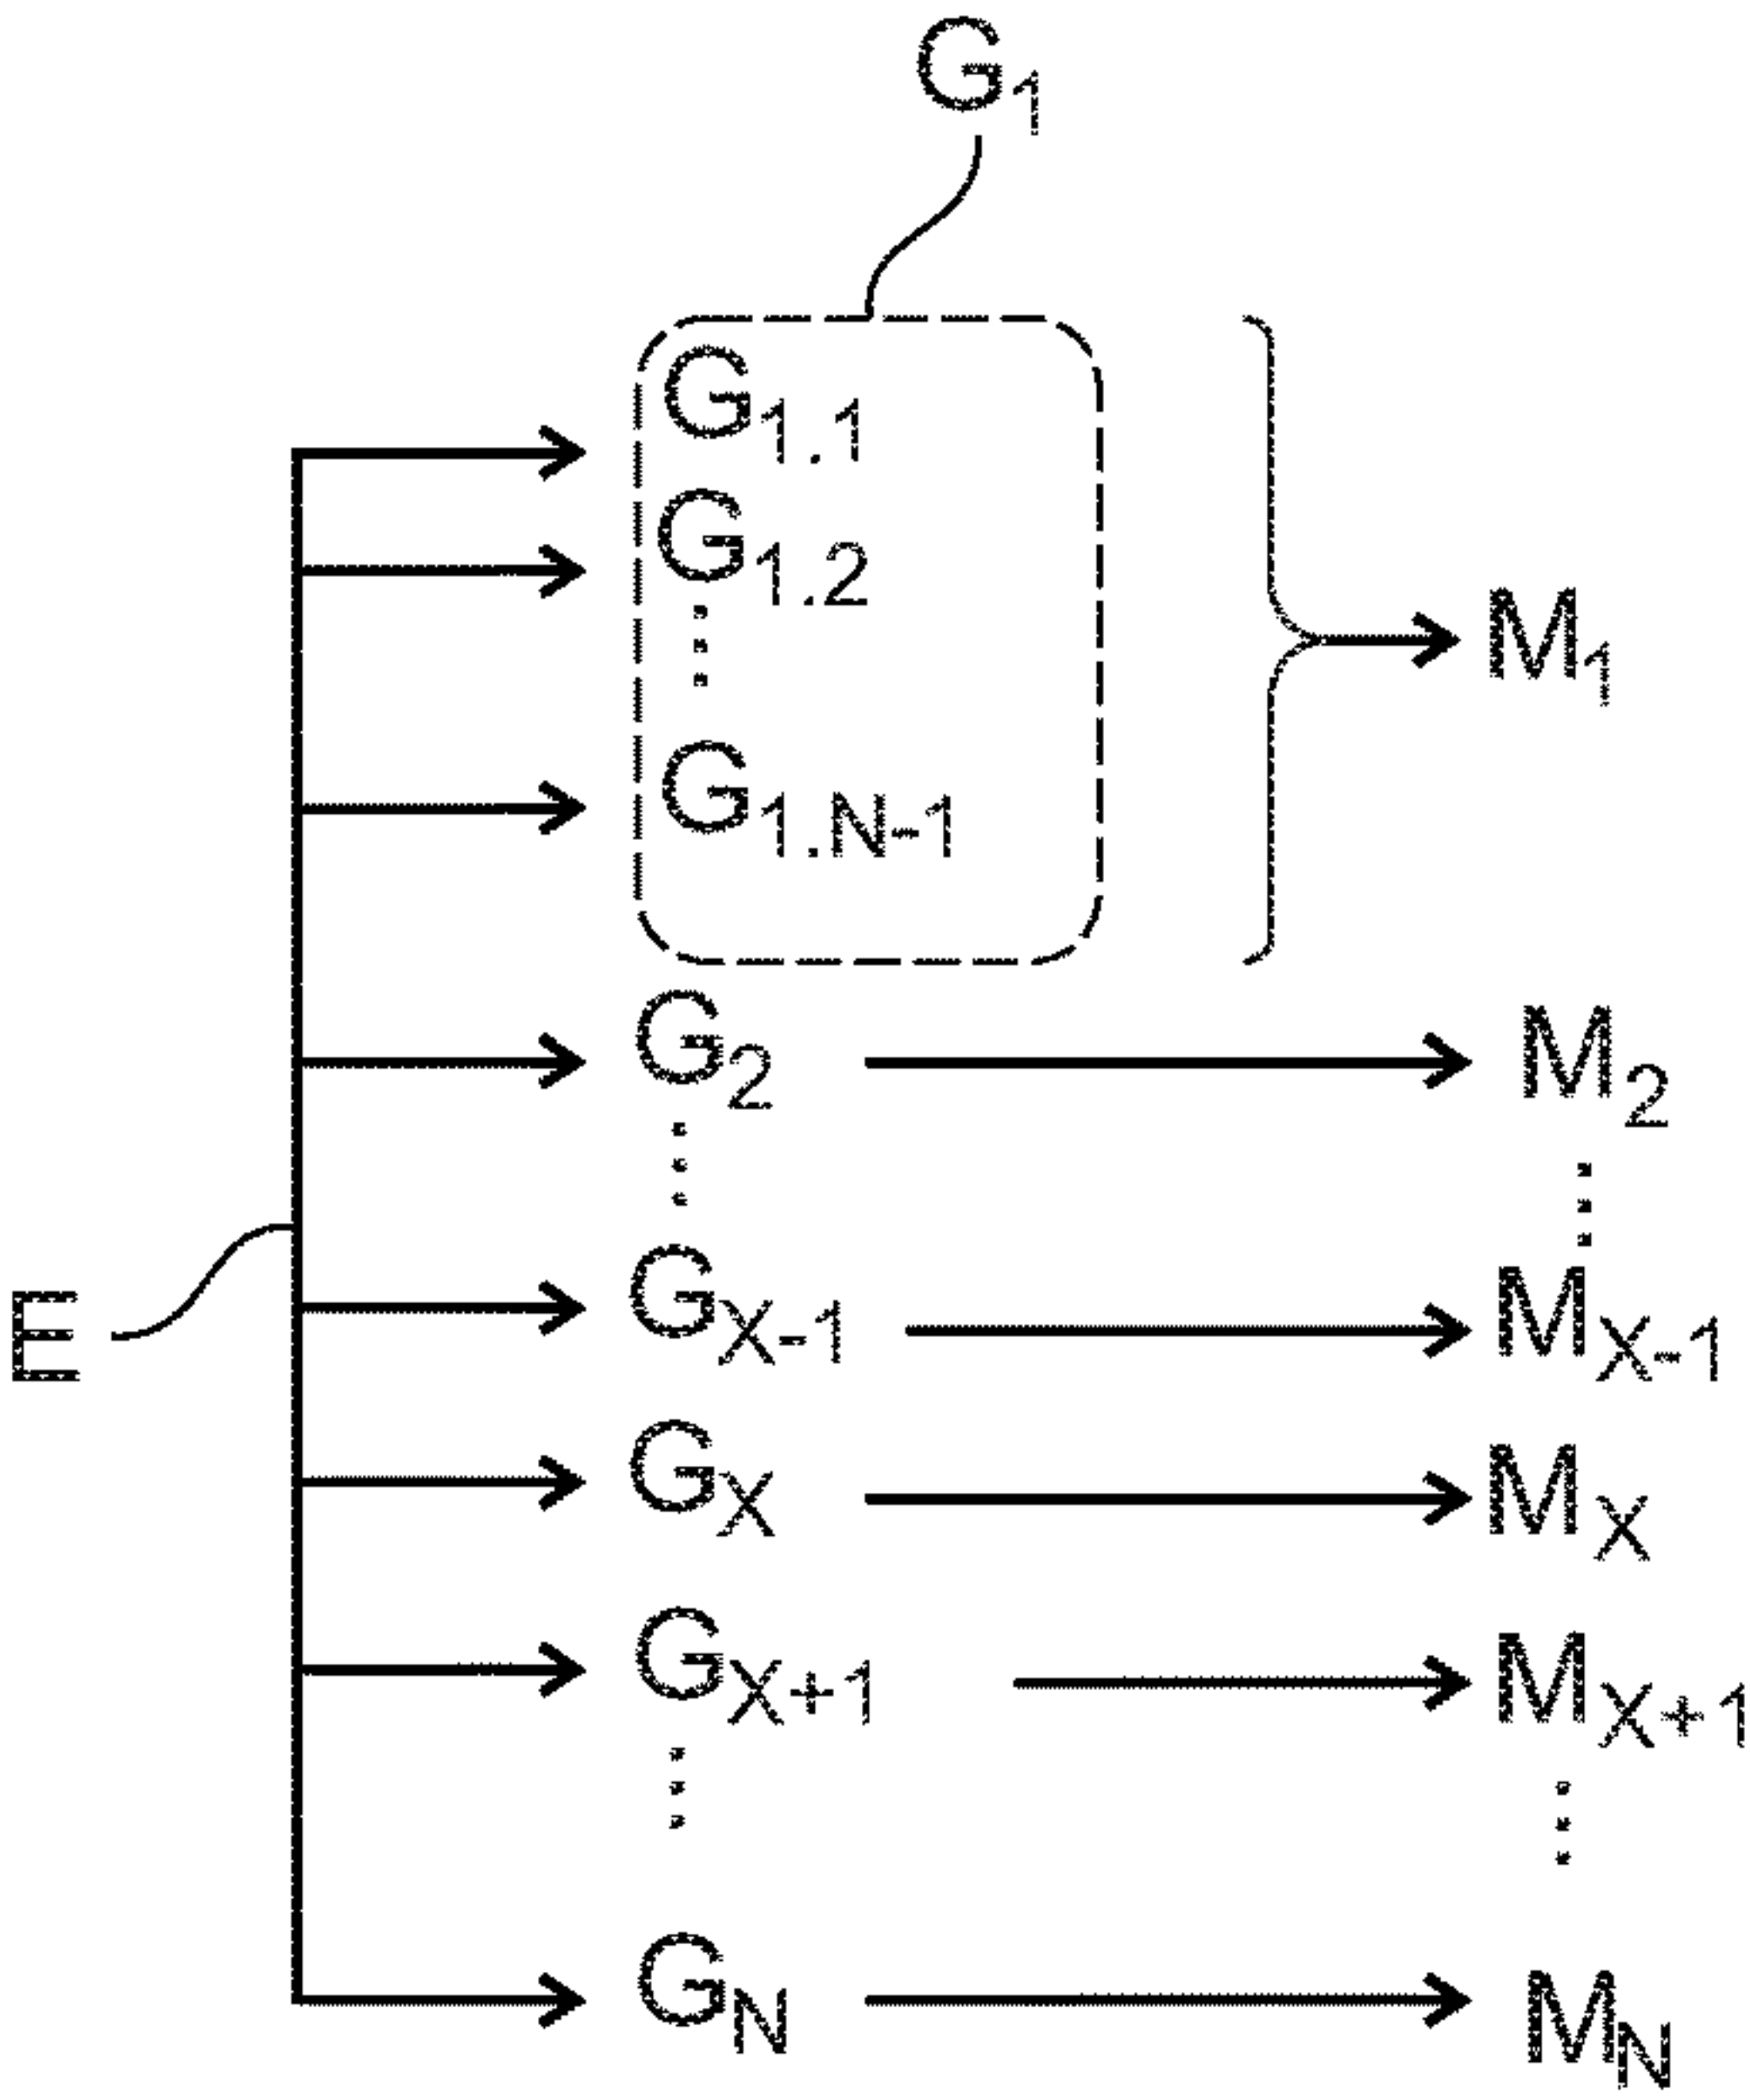 G1
G1.1
G1.2
G1.N-1
M1
G2 M2
GX-1 MX-1
E
GX MX
GX+1 MX+1
GN MN